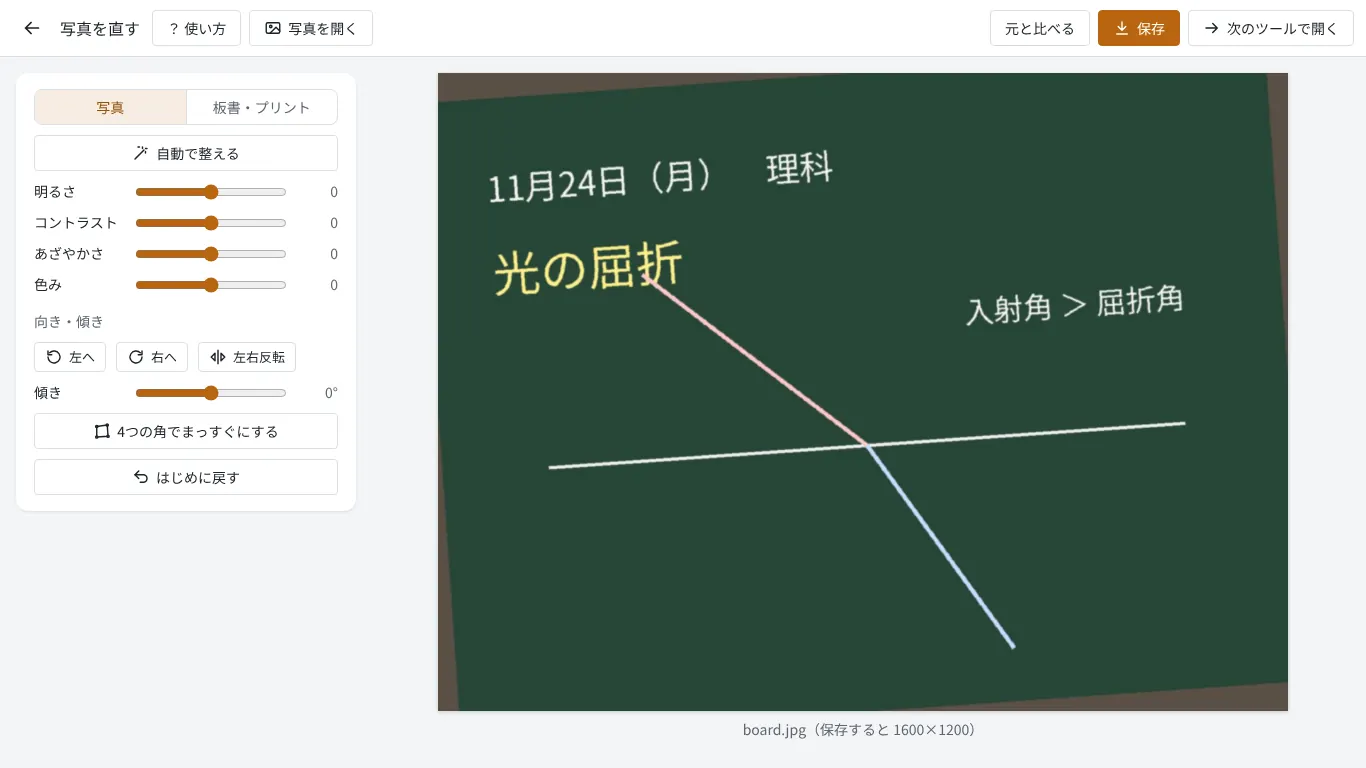 写真を直す
? 使い方
写真を開く
元と比べる
保存
次のツールで開く
写真
板書・プリント
自動で整える
明るさ 0
コントラスト 0
あざやかさ 0
色み 0
向き・傾き
左へ
右へ
左右反転
傾き 0°
4つの角でまっすぐにする
はじめに戻す
11月24日（月） 理科
光の屈折
入射角 ＞ 屈折角
board.jpg（保存すると 1600×1200）